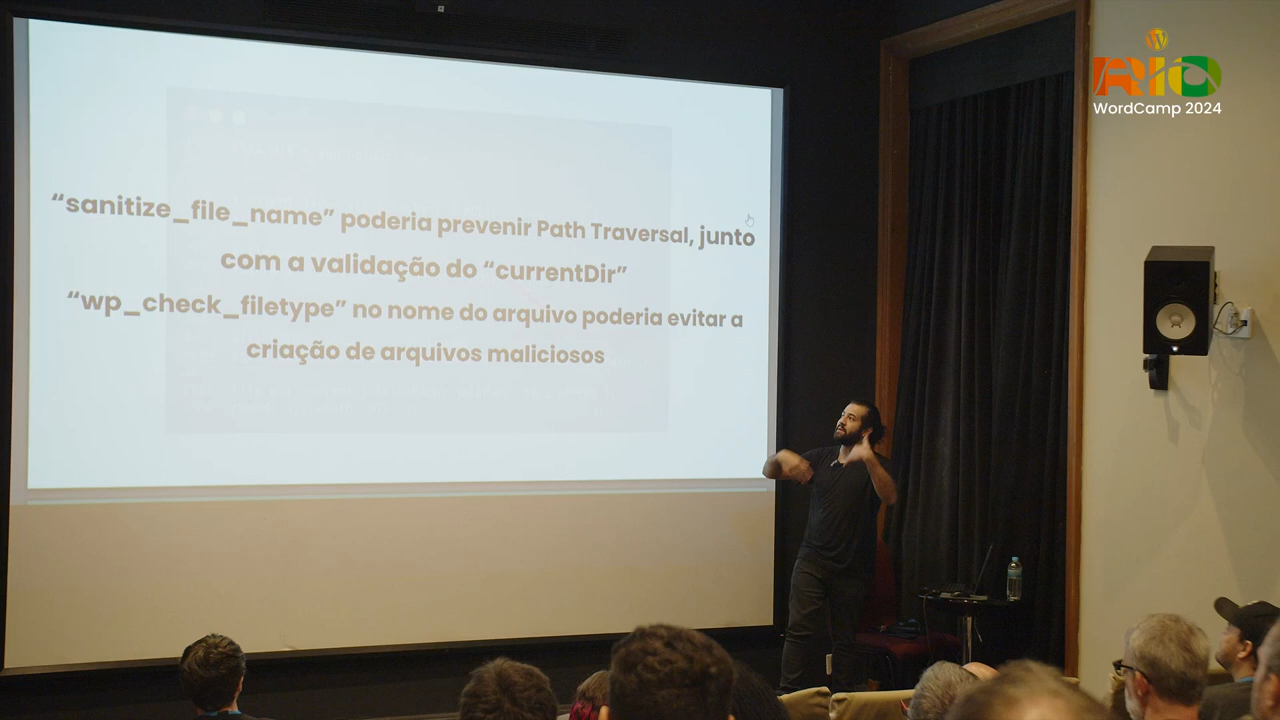 RiO
WordCamp 2024
“sanitize_file_name” poderia prevenir Path Traversal, junto
com a validação do “currentDir”
“wp_check_filetype” no nome do arquivo poderia evitar a
criação de arquivos maliciosos